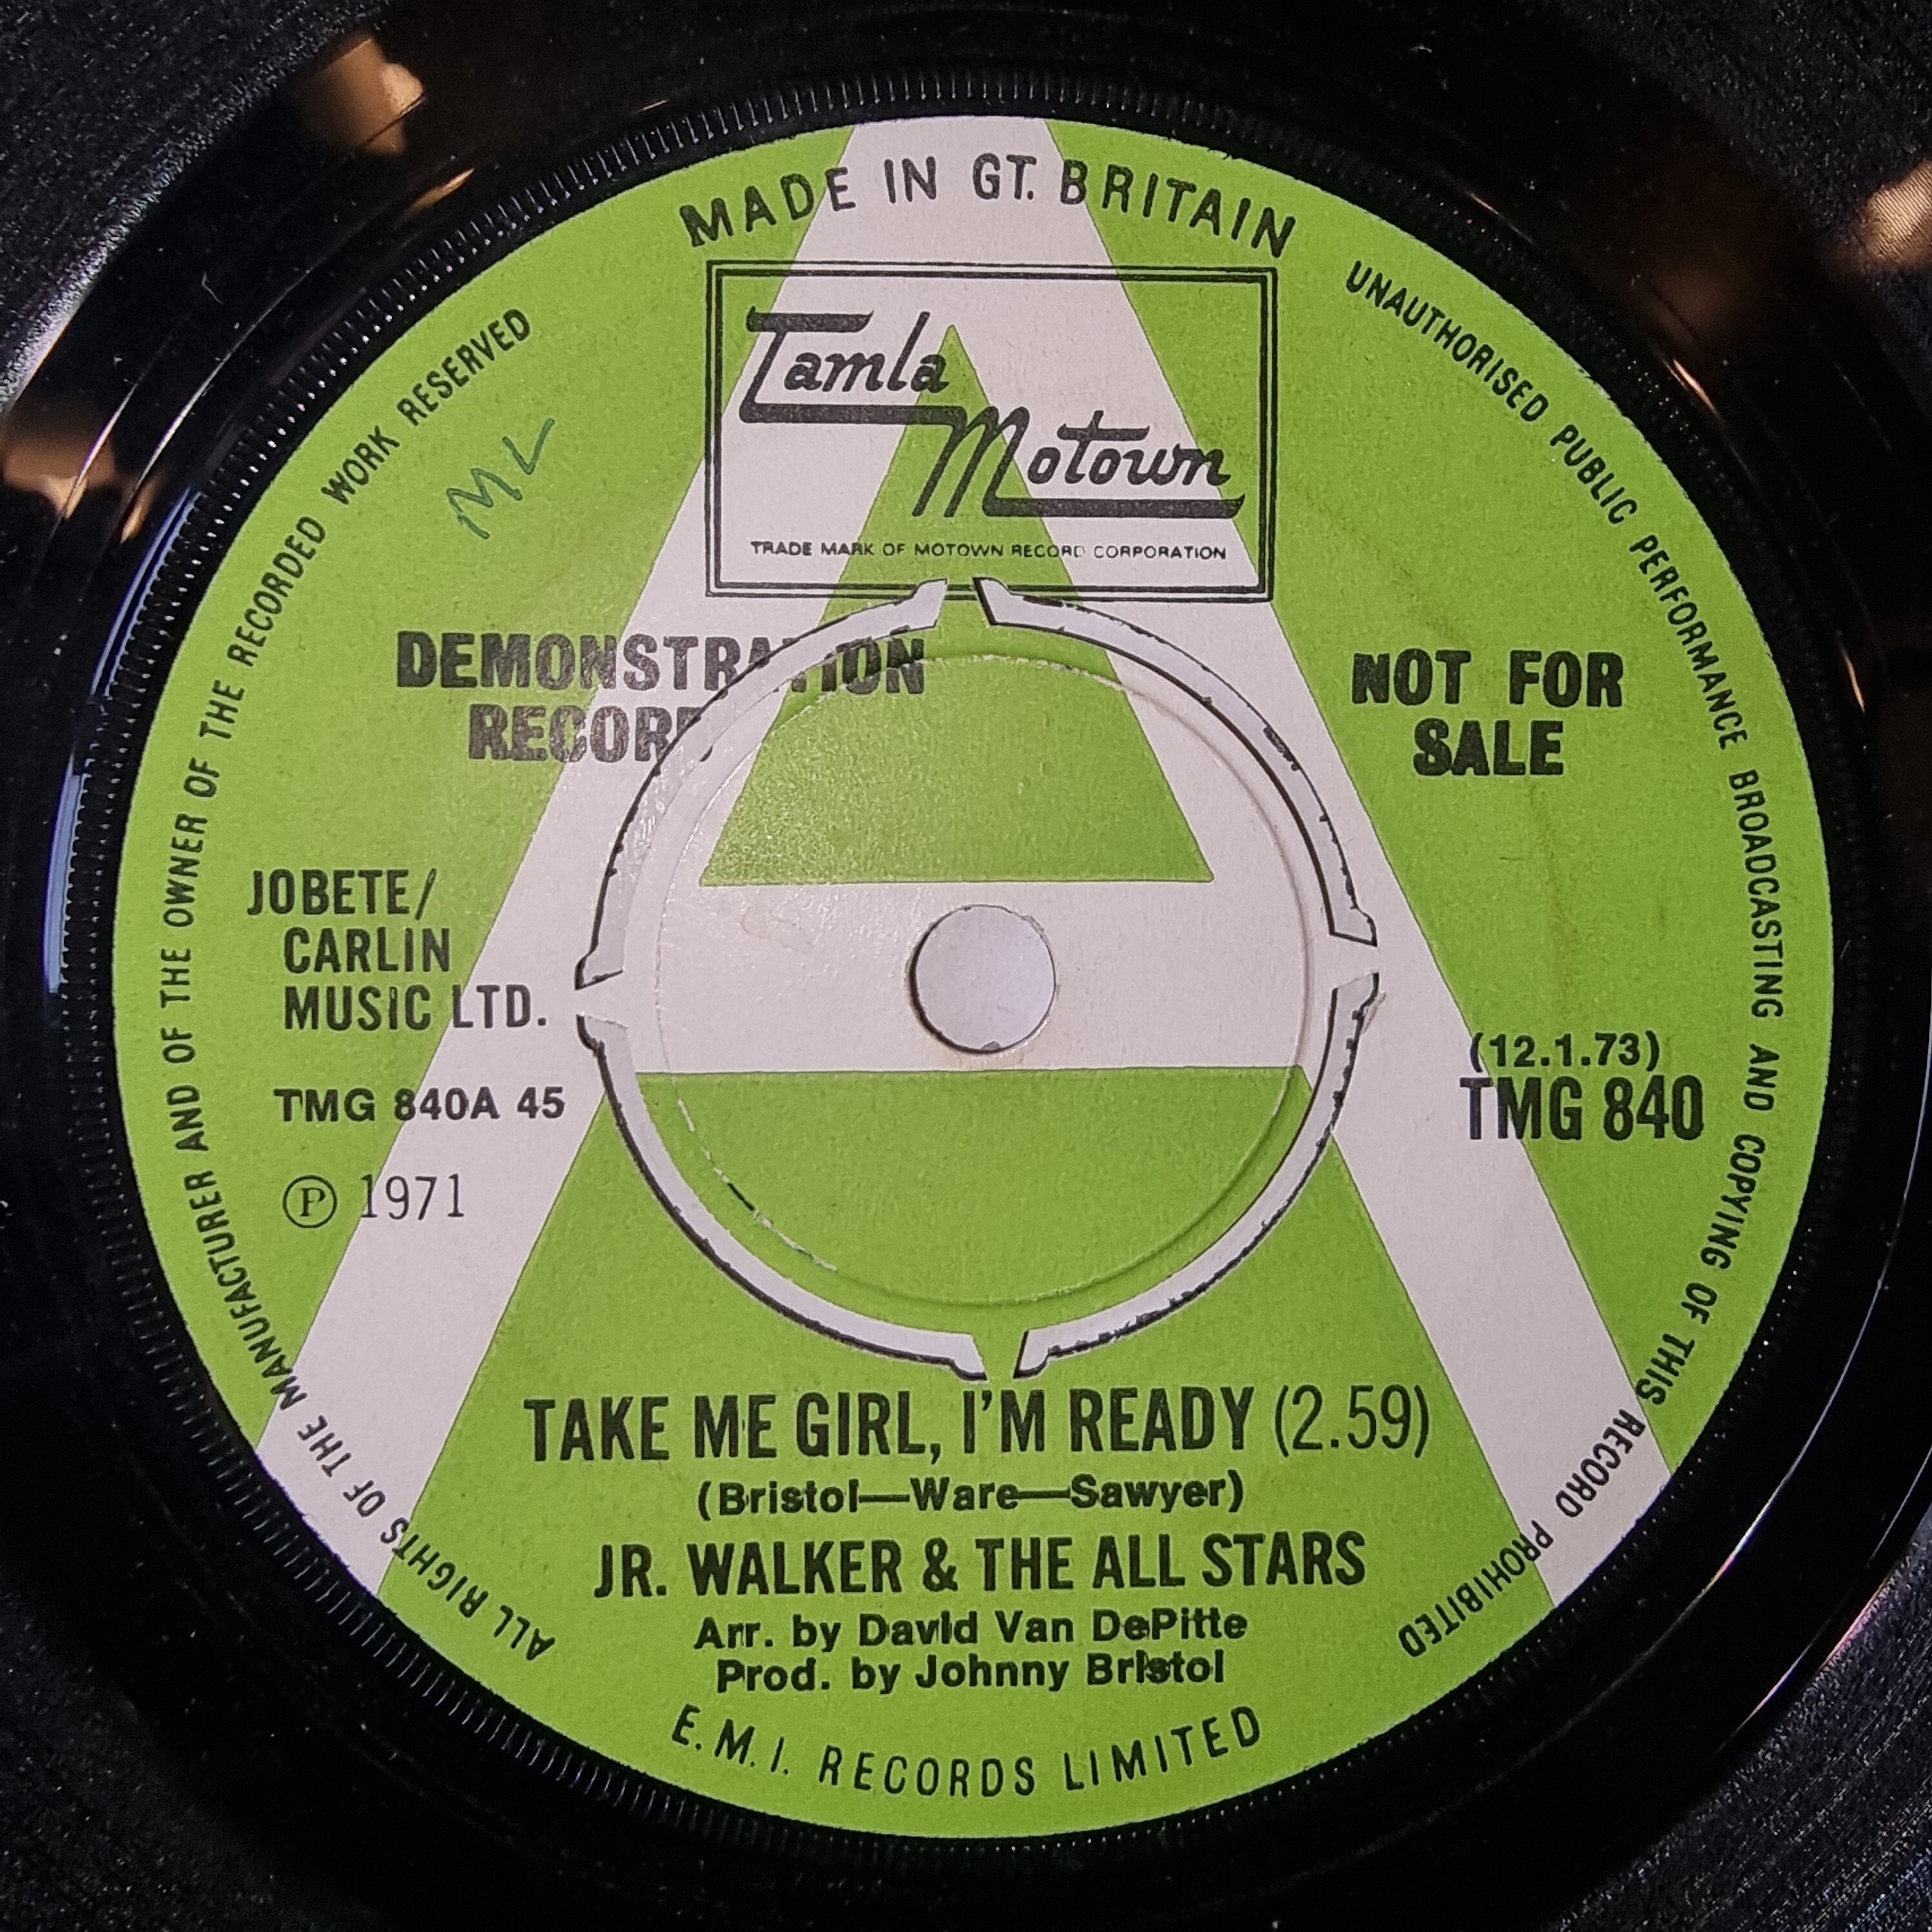 MADE IN GT. BRITAIN
UNAUTHORISED PUBLIC PERFORMANCE BROADCASTING AND COPYING OF THIS RECORD PROHIBITED
ALL RIGHTS OF THE MANUFACTURER AND OF THE OWNER OF THE RECORDED WORK RESERVED
ML
Tamla
Motown
TRADE MARK OF MOTOWN RECORD CORPORATION
DEMONSTRATION
RECORD
NOT FOR
SALE
JOBETE/
CARLIN
MUSIC LTD.
TMG 840A 45
Ⓟ 1971
(12.1.73)
TMG 840
TAKE ME GIRL, I'M READY (2.59)
(Bristol—Ware—Sawyer)
JR. WALKER & THE ALL STARS
Arr. by David Van DePitte
Prod. by Johnny Bristol
E.M.I. RECORDS LIMITED